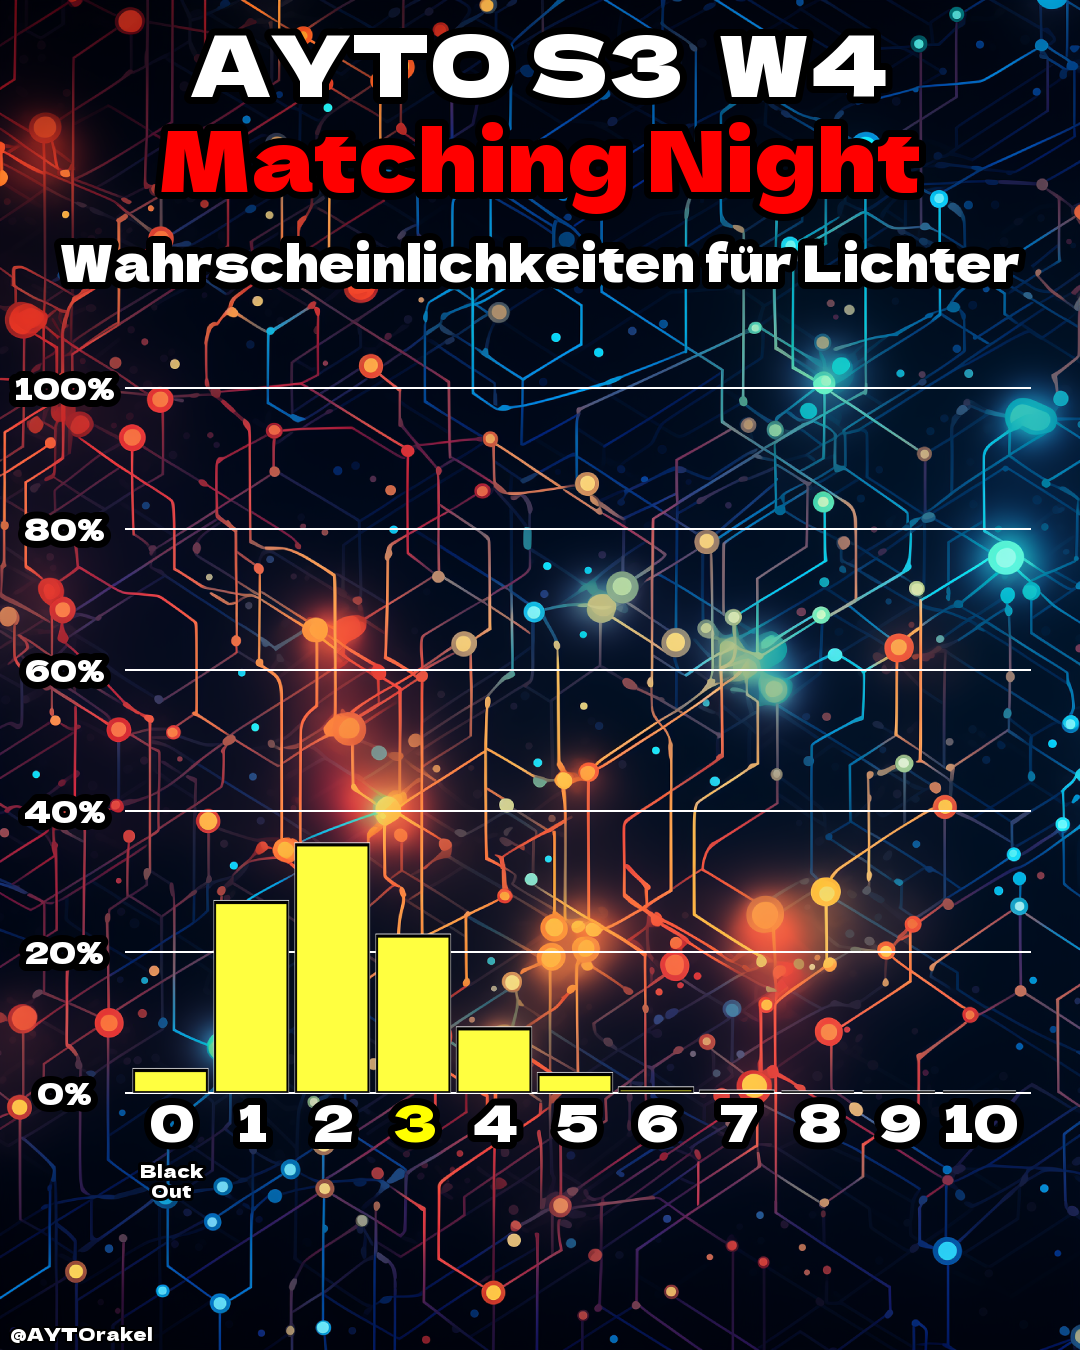 AYTO S3 W4
Matching Night
Wahrscheinlichkeiten für Lichter
100%
80%
60%
40%
20%
0%
0 1 2 3 4 5 6 7 8 9 10
Black
Out
@AYTOrakel